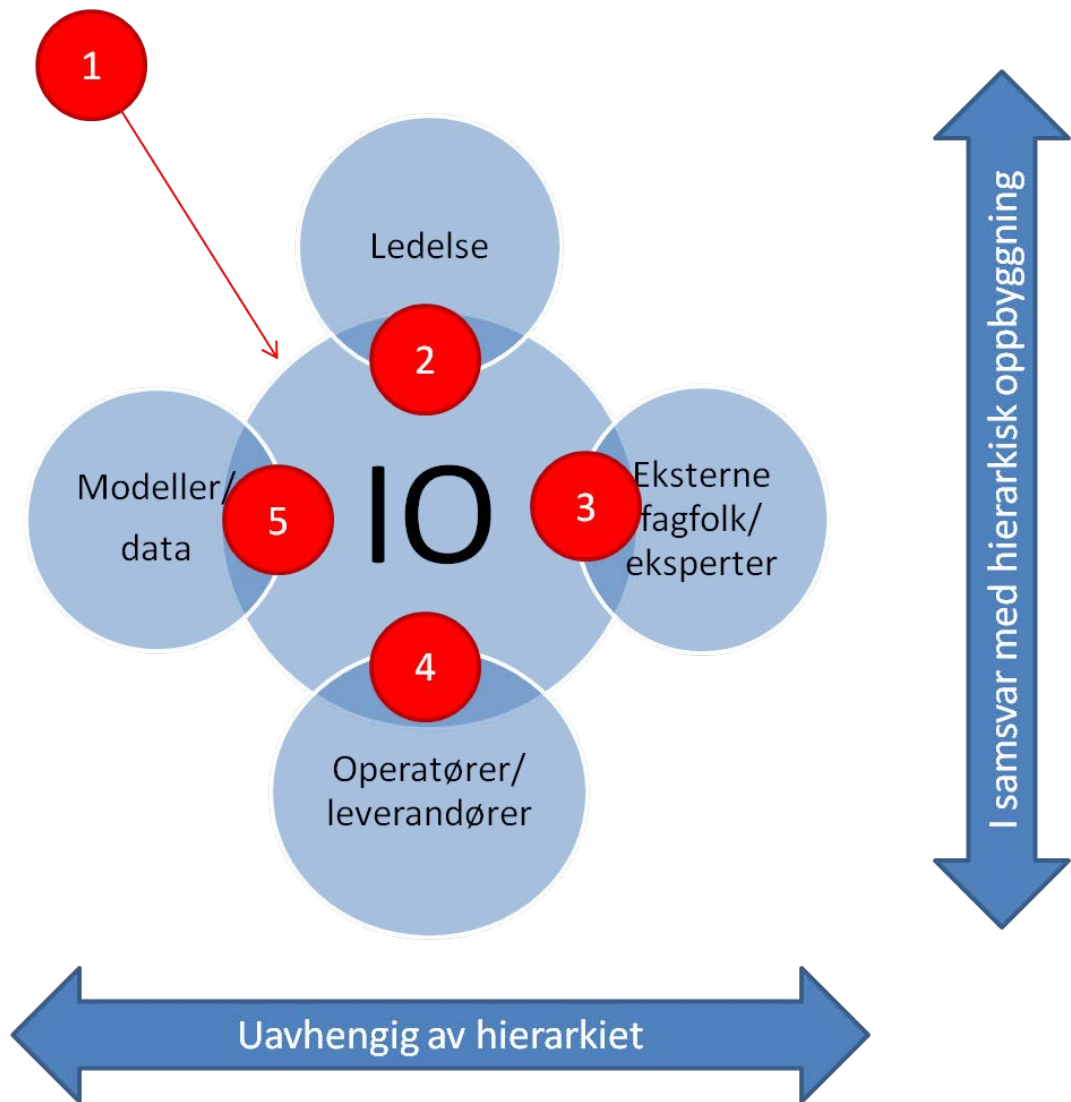 1
Ledelse
2
Modeller/
data
5
IO
3
Eksterne
fagfolk/
eksperter
4
Operatører/
leverandører
I samsvar med hierarkisk oppbyggning
Uavhengig av hierarkiet